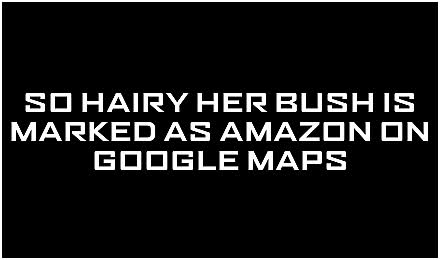 SO HAIRY HER BUSH IS
MARKED AS AMAZON ON
GOOGLE MAPS